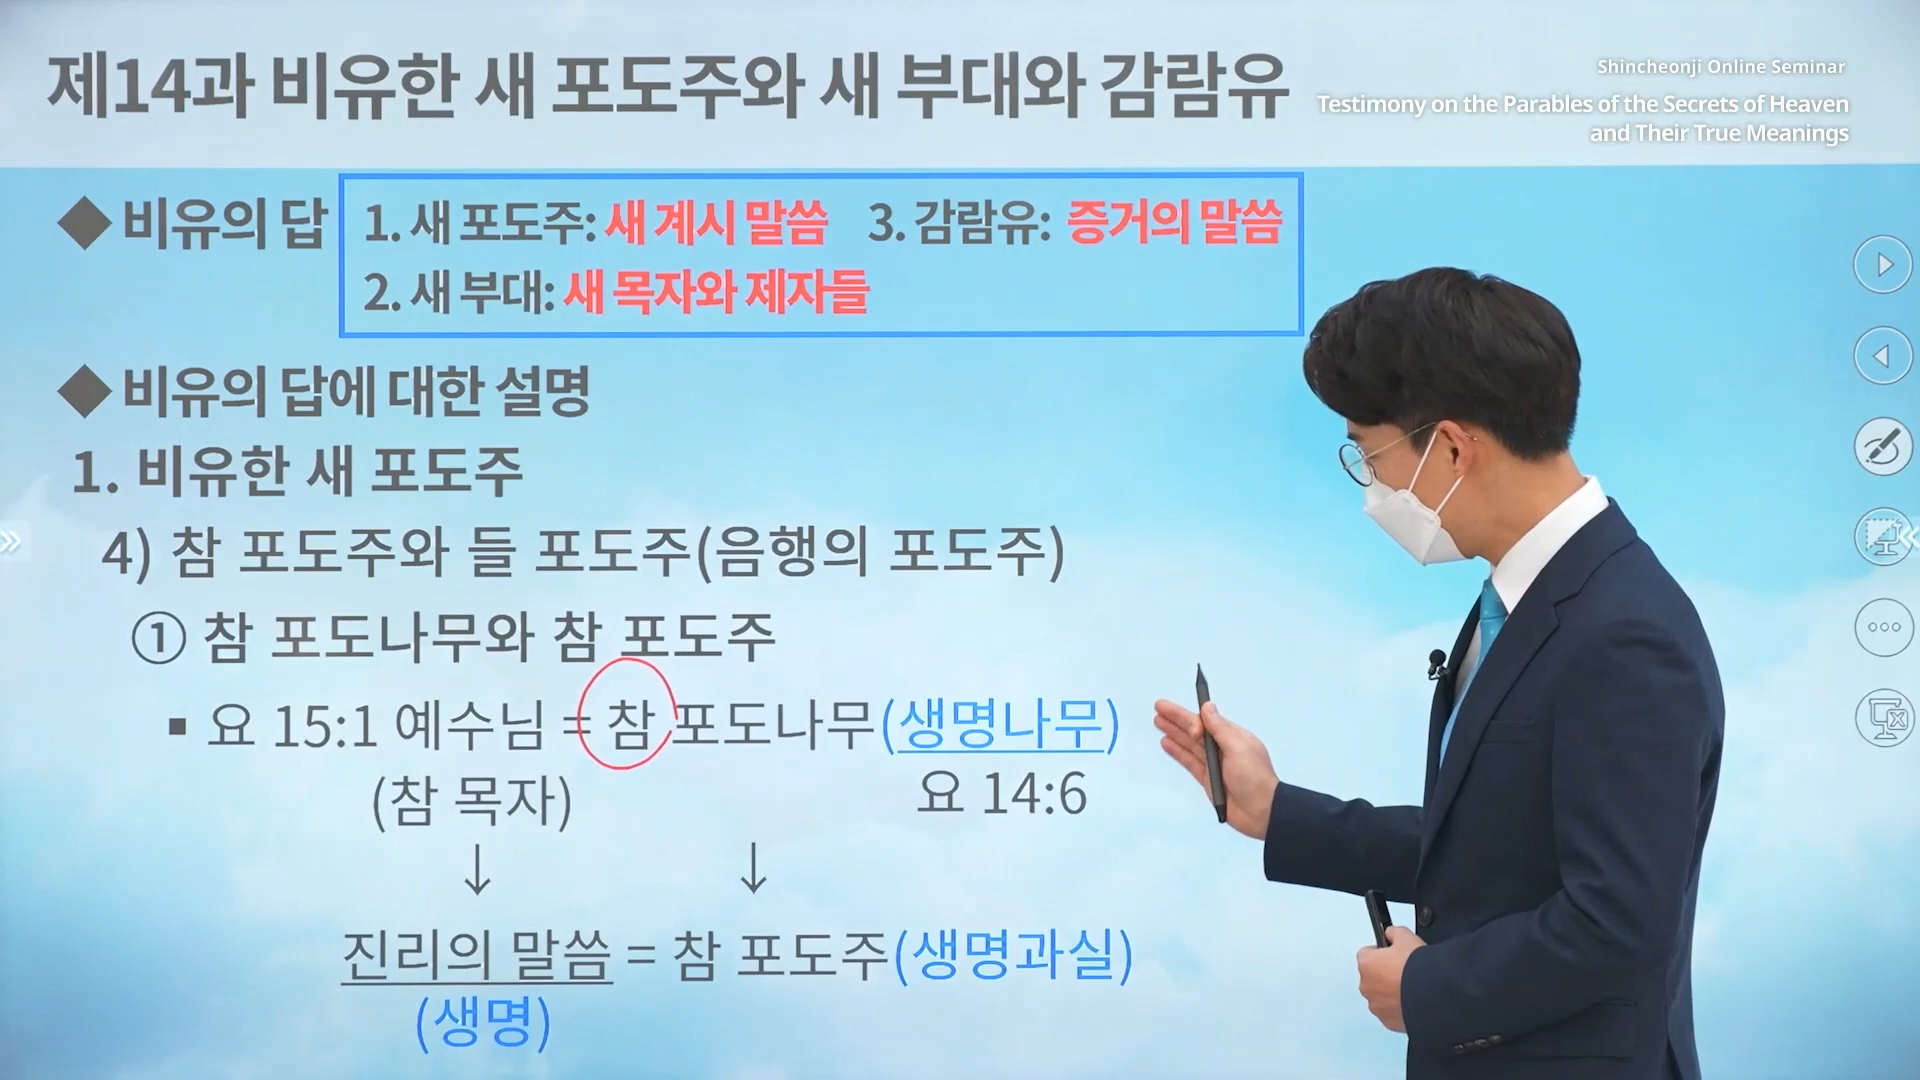 제14과 비유한 새 포도주와 새 부대와 감람유
Shincheonji Online Seminar
Testimony on the Parables of the Secrets of Heaven
and Their True Meanings
◆비유의 답
1. 새 포도주: 새 계시 말씀 3. 감람유: 증거의 말씀
2. 새 부대: 새 목자와 제자들
◆비유의 답에 대한 설명
1. 비유한 새 포도주
4) 참 포도주와 들 포도주(음행의 포도주)
① 참 포도나무와 참 포도주
▪ 요 15:1 예수님 = 참 포도나무(생명나무)
(참 목자) 요 14:6
↓ ↓
진리의 말씀 = 참 포도주(생명과실)
(생명)